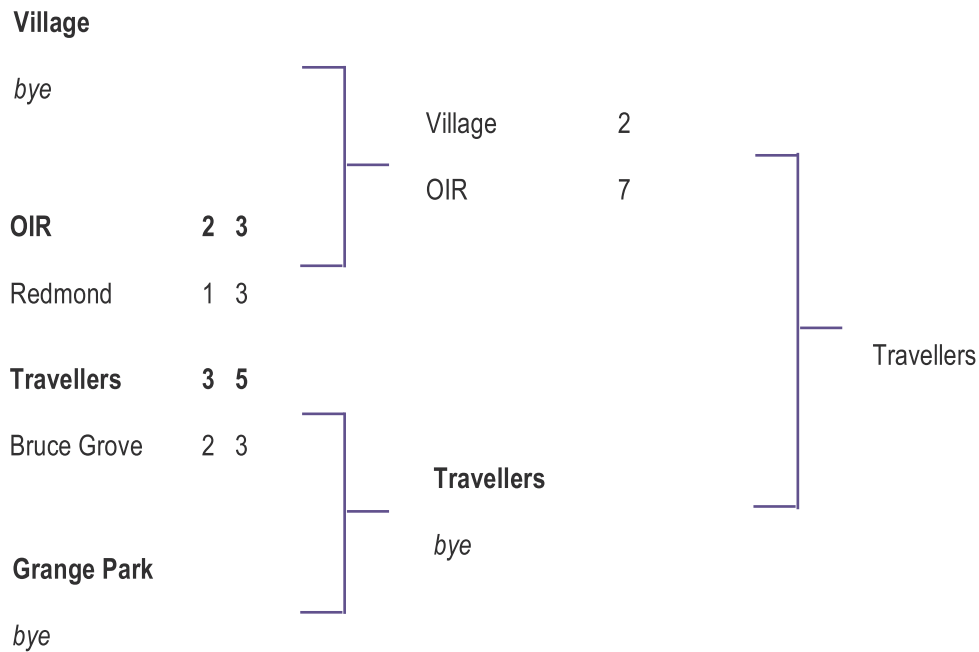 Village
bye
OIR 2 3
Redmond 1 3
Travellers 3 5
Bruce Grove 2 3
Grange Park
bye
Village 2
OIR 7
Travellers
bye
Travellers